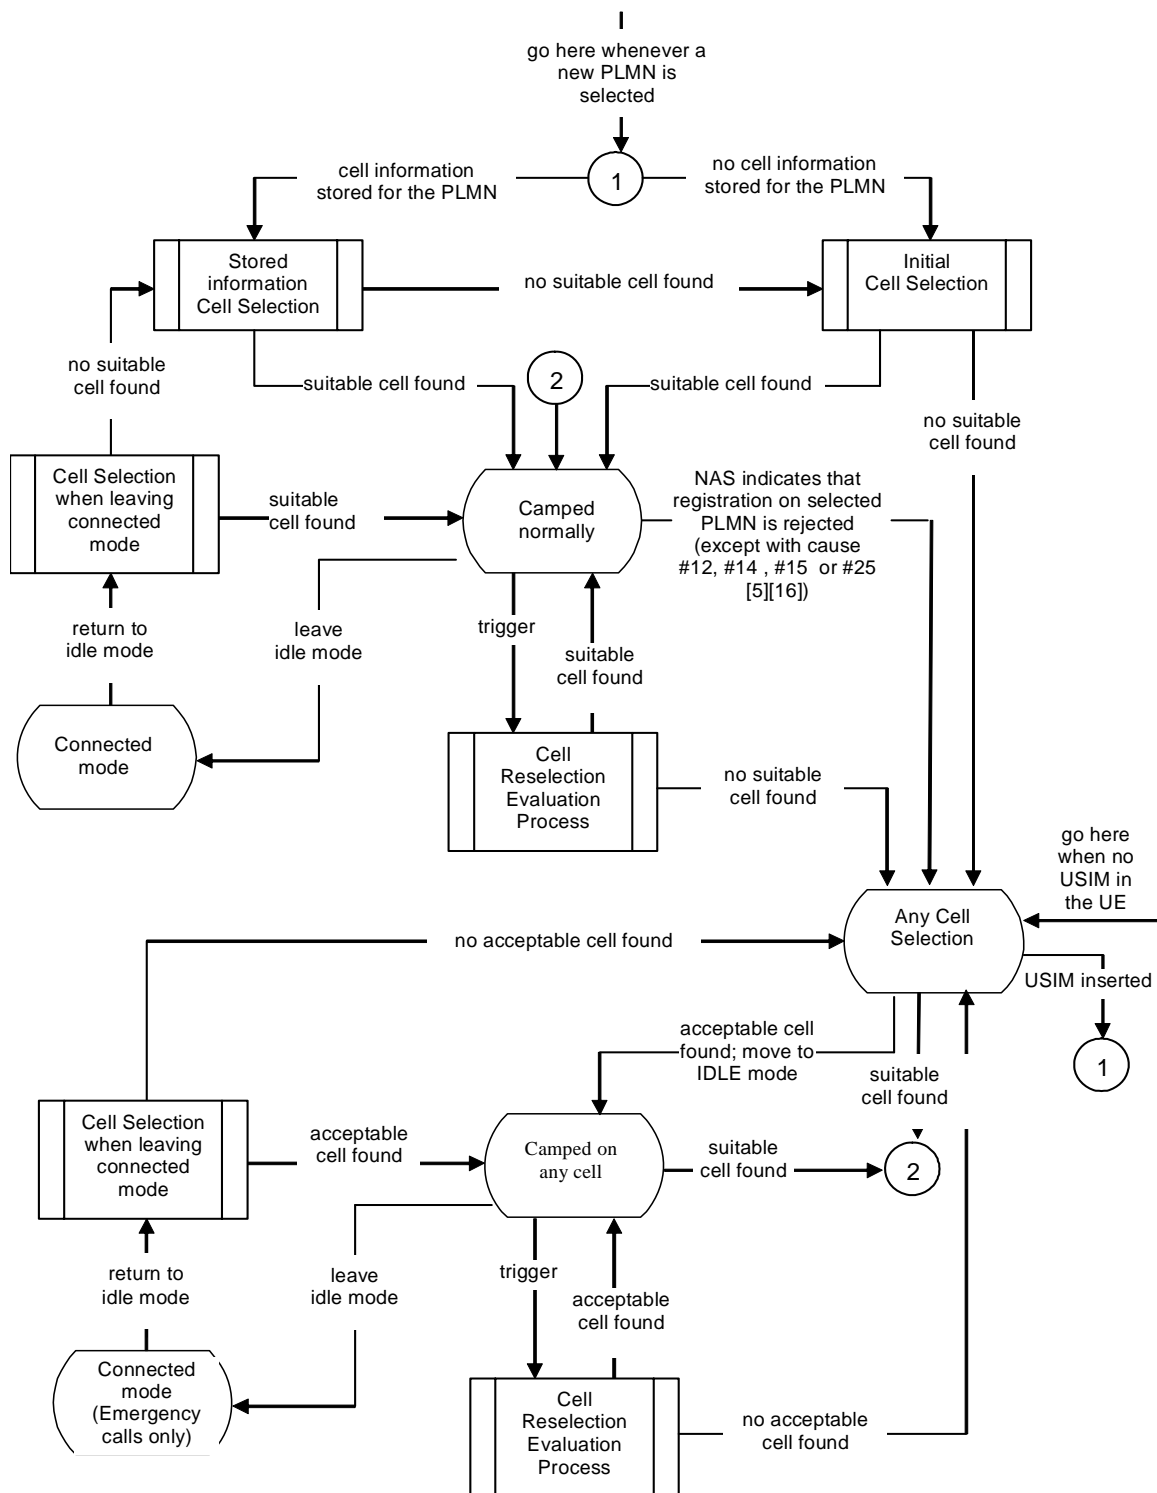 go here whenever a
new PLMN is
selected
1
cell information
stored for the PLMN
no cell information
stored for the PLMN
Stored
information
Cell Selection
no suitable cell found
Initial
Cell Selection
no suitable
cell found
suitable cell found
2
suitable cell found
no suitable
cell found
Cell Selection
when leaving
connected
mode
suitable
cell found
Camped
normally
NAS indicates that
registration on selected
PLMN is rejected
(except with cause
#12, #14 , #15 or #25
[5][16])
return to
idle mode
leave
idle mode
trigger
suitable
cell found
Connected
mode
Cell
Reselection
Evaluation
Process
no suitable
cell found
go here
when no
USIM in
the UE
Any Cell
Selection
no acceptable cell found
USIM inserted
1
acceptable cell
found; move to
IDLE mode
suitable
cell found
Cell Selection
when leaving
connected
mode
acceptable
cell found
Camped on
any cell
suitable
cell found
2
return to
idle mode
leave
idle mode
trigger
acceptable
cell found
Connected
mode
(Emergency
calls only)
Cell
Reselection
Evaluation
Process
no acceptable
cell found